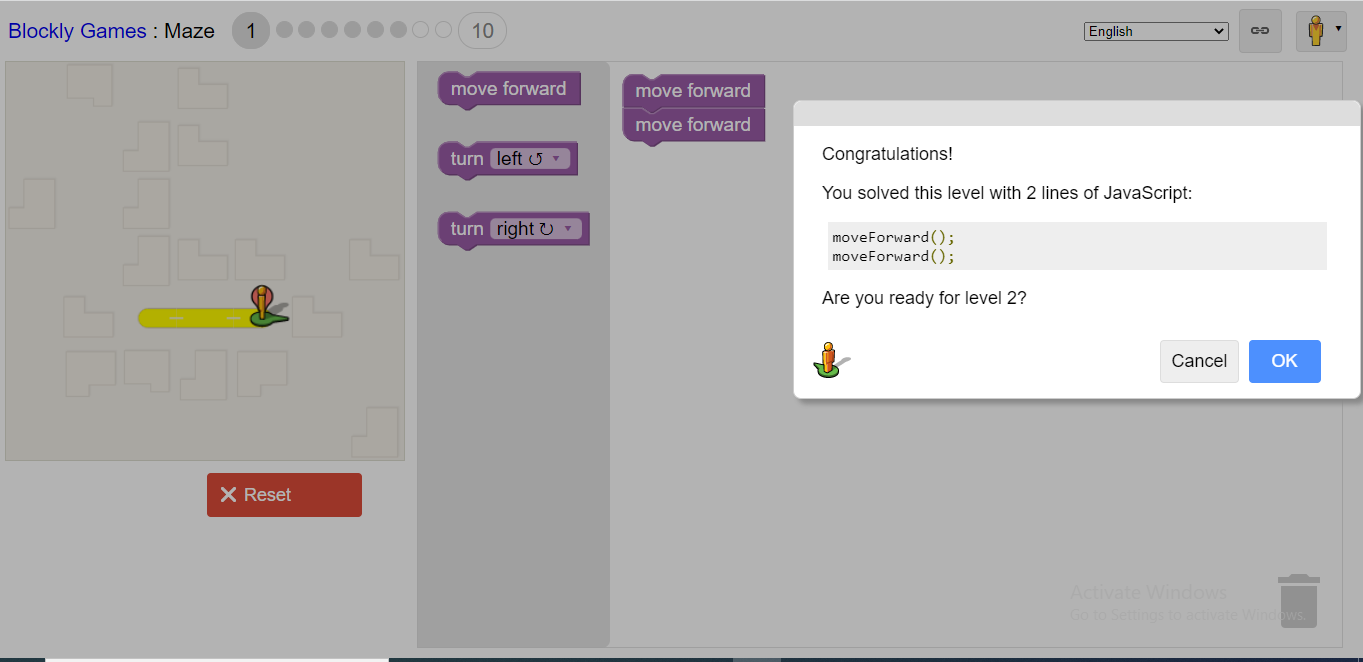 Blockly Games : Maze 1 10 English
move forward
turn left ↺
turn right ↻
move forward
move forward
Congratulations!
You solved this level with 2 lines of JavaScript:
moveForward();
moveForward();
Are you ready for level 2?
Cancel OK
Reset
Activate Windows
Go to Settings to activate Windows.